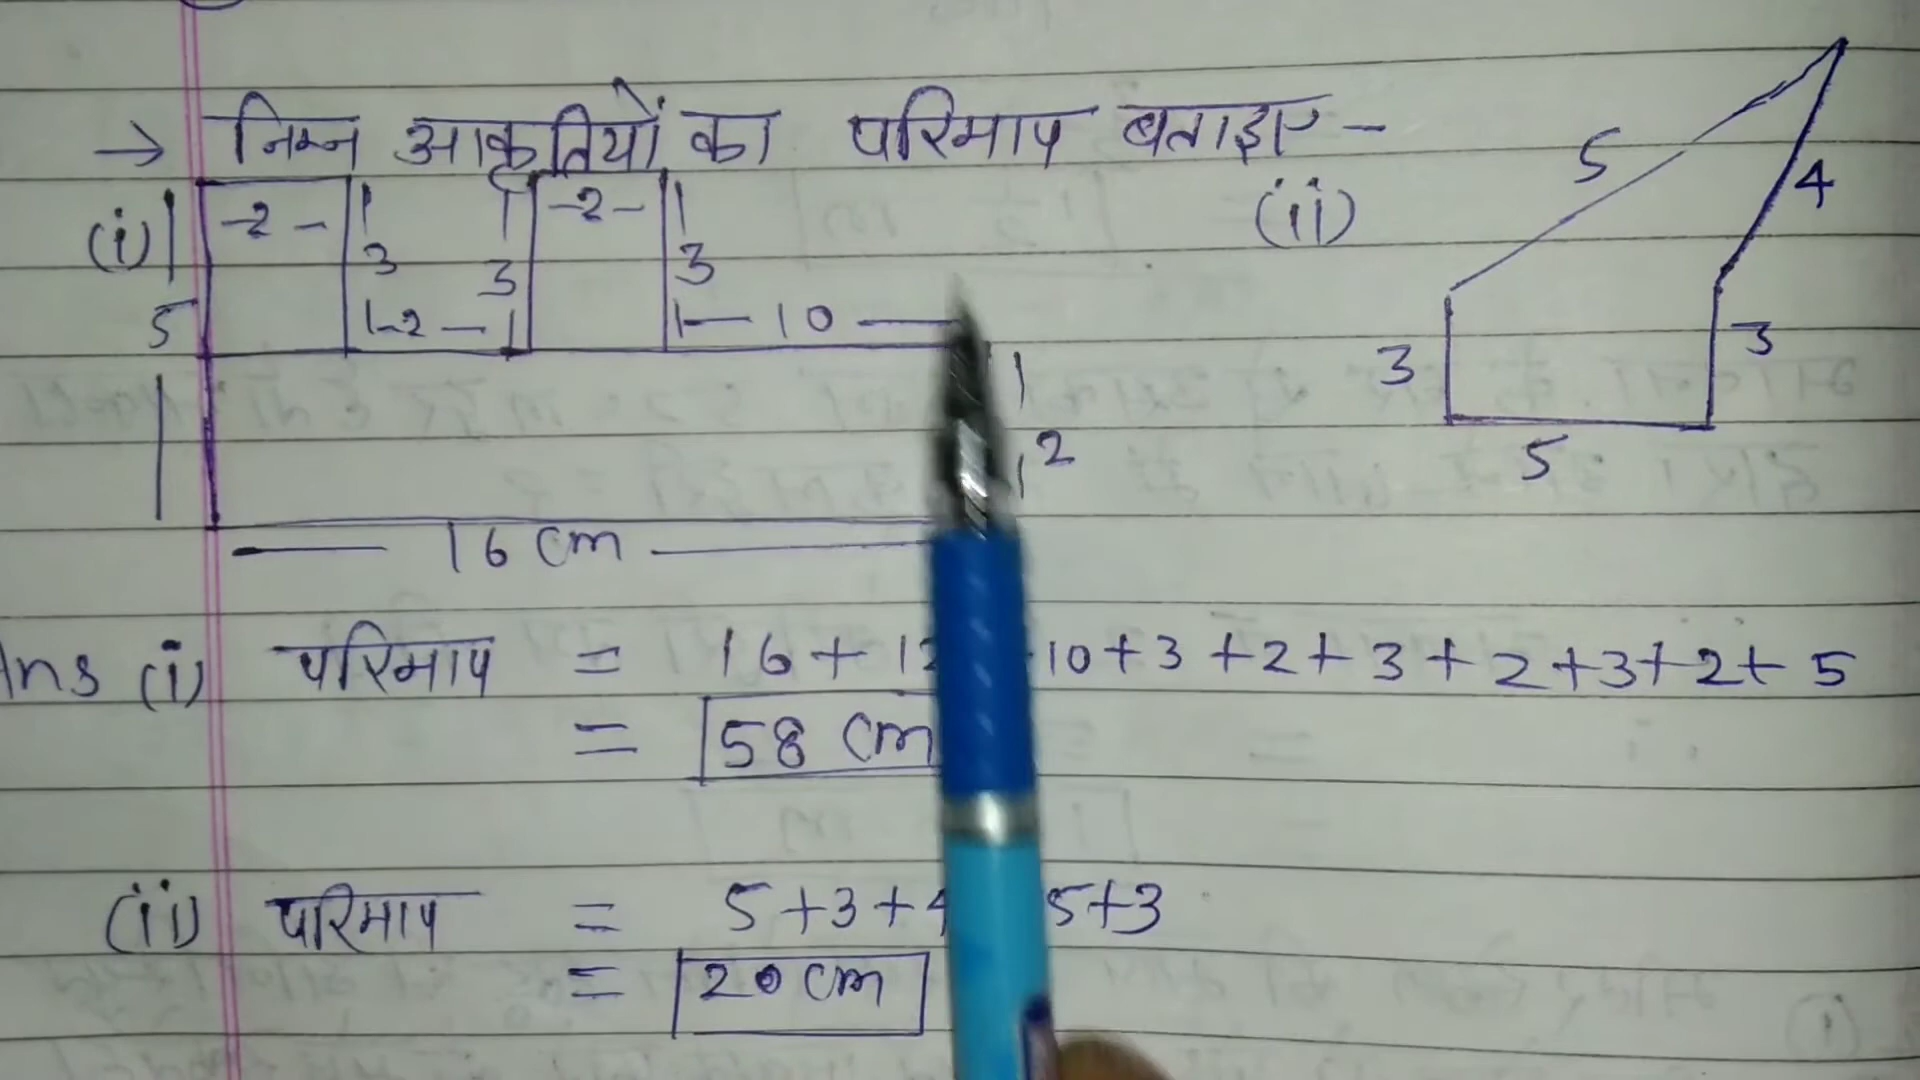 → निम्न आकृतियों का परिमाप बताइए -
(i) 2 3 3 2 3
5 2 10
2
16 cm
(ii) 5
4
3 3
5
Ans (i) परिमाप = 16 + 10 + 3 + 2 + 3 + 2 + 3 + 2 + 5
= 58 cm
(ii) परिमाप = 5 + 3 + 4 5 + 3
= 20 cm